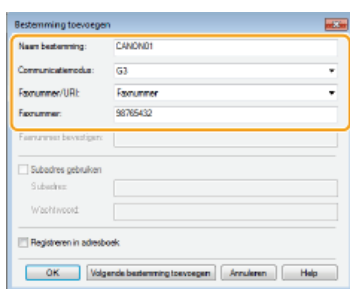 Bestemming toevoegen
Naam bestemming: CANON01
Communicatiemodus: G3
Faxnummer/URI: Faxnummer
Faxnummer: 98765432
Faxnummer bevestigen:
Subadres gebruiken
Subadres:
Wachtwoord:
Registreren in adresboek
OK Volgende bestemming toevoegen Annuleren Help